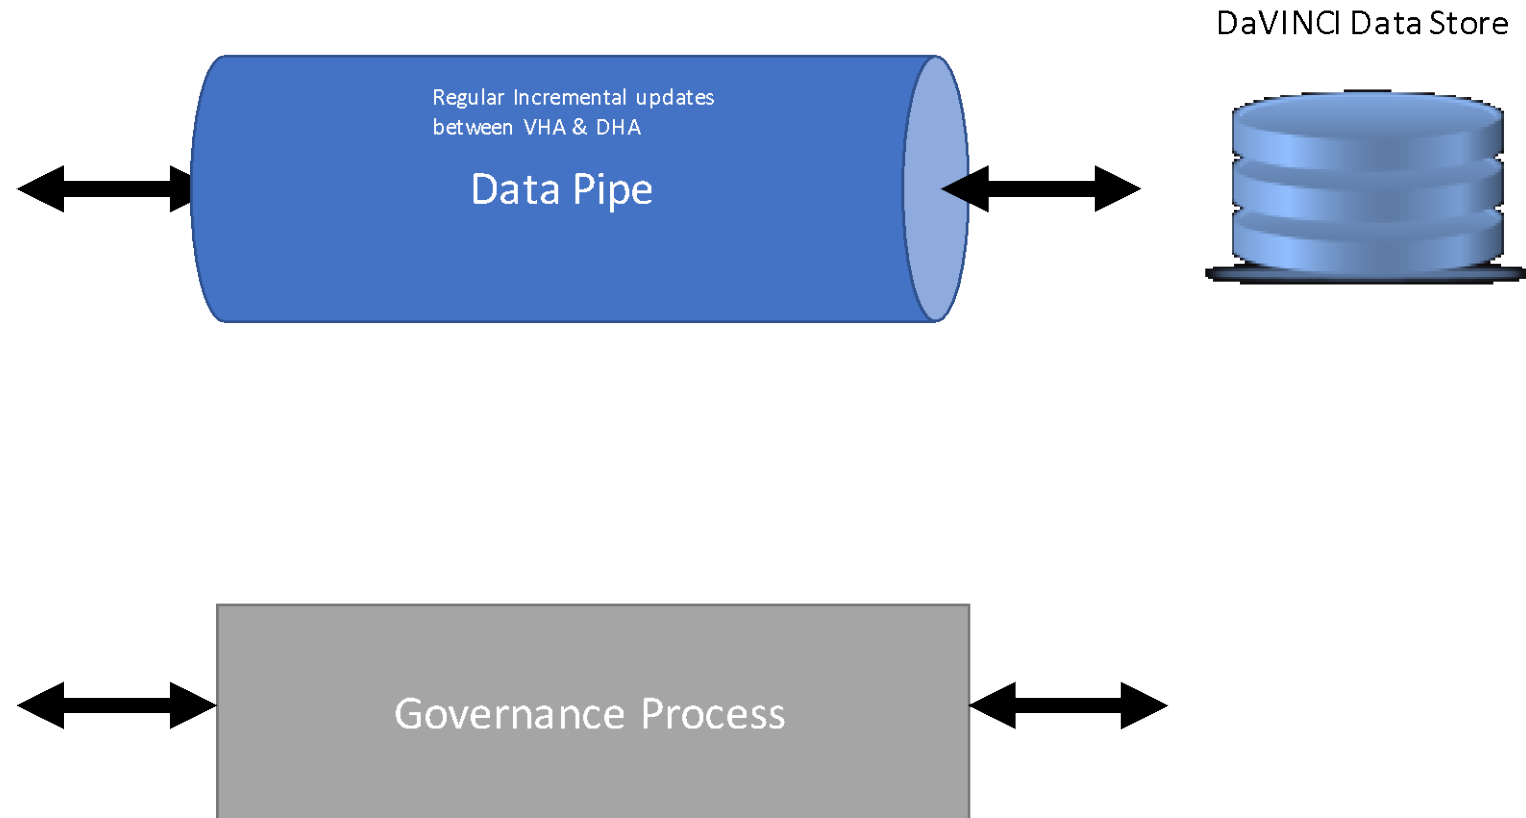 DaVINCI Data Store
Regular Incremental updates
between VHA & DHA
Data Pipe
Governance Process